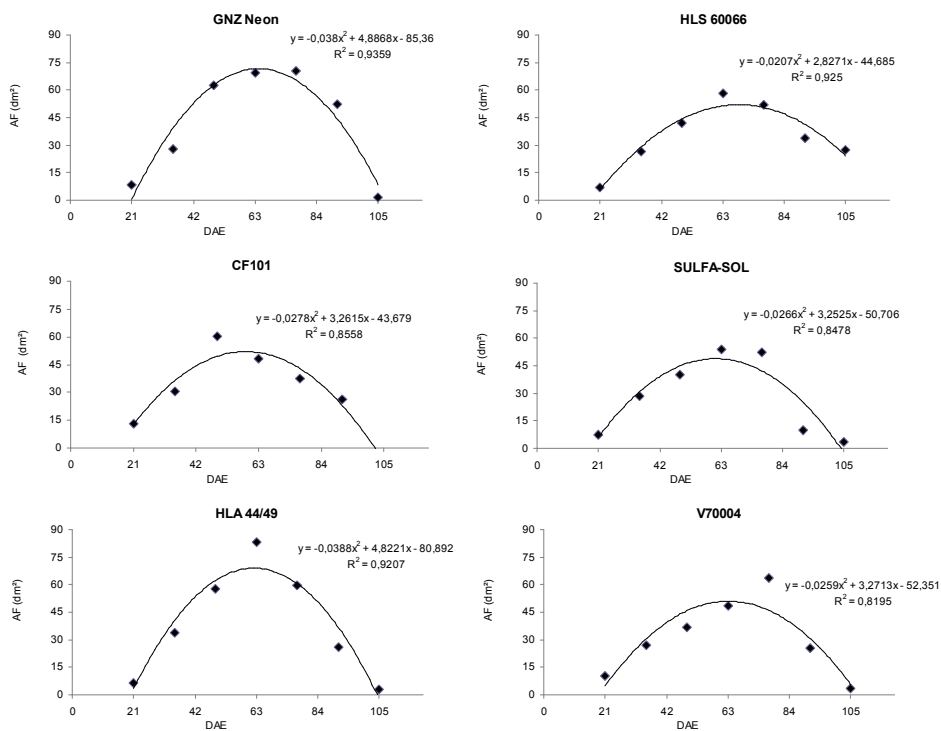 GNZ Neon
y = -0,038x² + 4,8868x - 85,36
R² = 0,9359
90
75
60
45
30
15
0
AF (dm²)
0 21 42 63 84 105
DAE
HLS 60066
y = -0,0207x² + 2,8271x - 44,685
R² = 0,925
90
75
60
45
30
15
0
AF (dm²)
0 21 42 63 84 105
DAE
CF101
y = -0,0278x² + 3,2615x - 43,679
R² = 0,8558
90
75
60
45
30
15
0
AF (dm²)
0 21 42 63 84 105
DAE
SULFA-SOL
y = -0,0266x² + 3,2525x - 50,706
R² = 0,8478
90
75
60
45
30
15
0
AF (dm²)
0 21 42 63 84 105
DAE
HLA 44/49
y = -0,0388x² + 4,8221x - 80,892
R² = 0,9207
90
75
60
45
30
15
0
AF (dm²)
0 21 42 63 84 105
DAE
V70004
y = -0,0259x² + 3,2713x - 52,351
R² = 0,8195
90
75
60
45
30
15
0
AF (dm²)
0 21 42 63 84 105
DAE